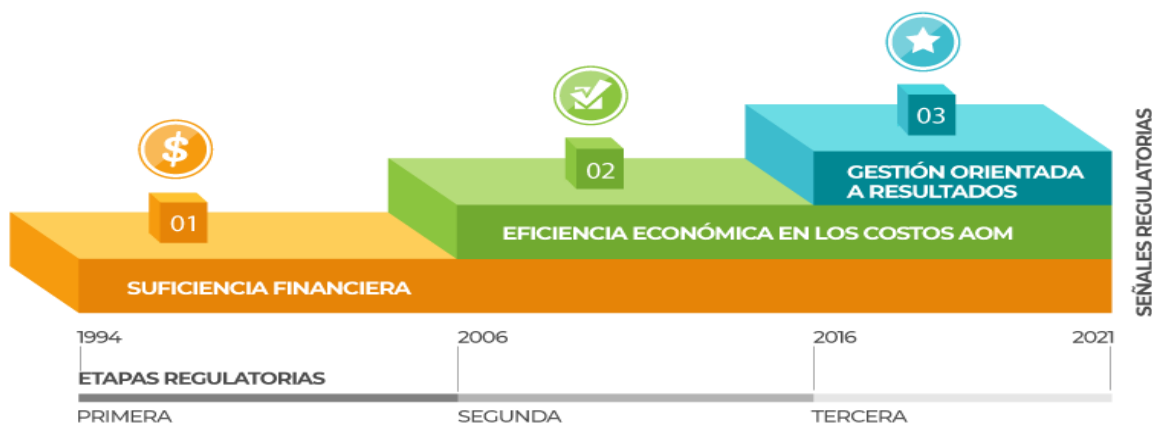 $
01
02
03
GESTIÓN ORIENTADA
A RESULTADOS
EFICIENCIA ECONÓMICA EN LOS COSTOS AOM
SUFICIENCIA FINANCIERA
SEÑALES REGULATORIAS
1994
2006
2016
2021
ETAPAS REGULATORIAS
PRIMERA
SEGUNDA
TERCERA